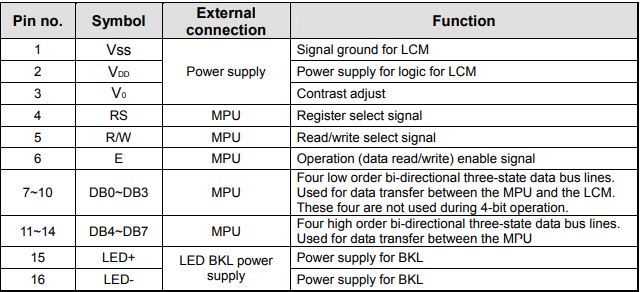 Pin no. Symbol External connection Function
1 Vss Power supply Signal ground for LCM
2 VDD Power supply for logic for LCM
3 V0 Contrast adjust
4 RS MPU Register select signal
5 R/W MPU Read/write select signal
6 E MPU Operation (data read/write) enable signal
7~10 DB0~DB3 MPU Four low order bi-directional three-state data bus lines.
Used for data transfer between the MPU and the LCM.
These four are not used during 4-bit operation.
11~14 DB4~DB7 MPU Four high order bi-directional three-state data bus lines.
Used for data transfer between the MPU
15 LED+ LED BKL power supply Power supply for BKL
16 LED- Power supply for BKL